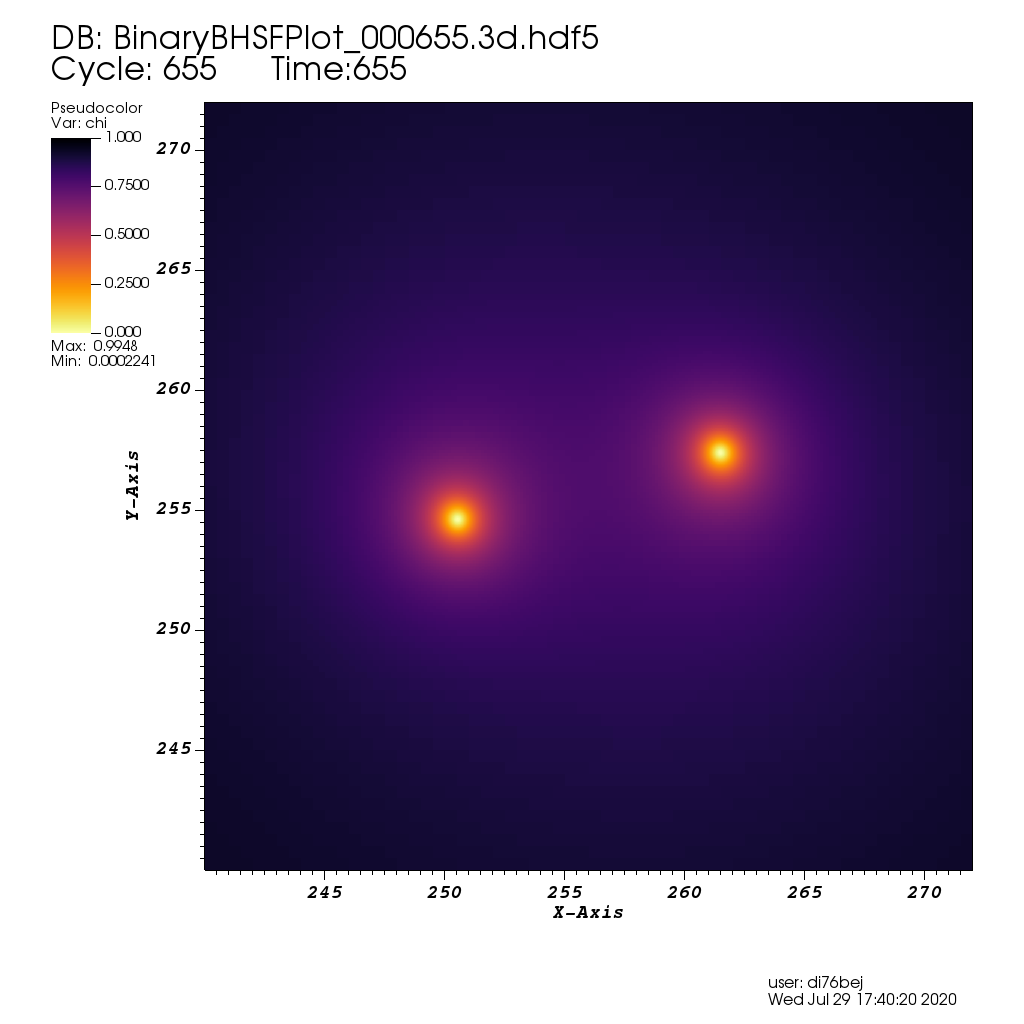 DB: BinaryBHSFPlot_000655.3d.hdf5
Cycle: 655 Time:655
Pseudocolor
Var: chi
1.000
0.7500
0.5000
0.2500
0.000
Max: 0.9948
Min: 0.0002241
270
265
260
255
250
245
Y-Axis
245 250 255 260 265 270
X-Axis
user: di76bej
Wed Jul 29 17:40:20 2020